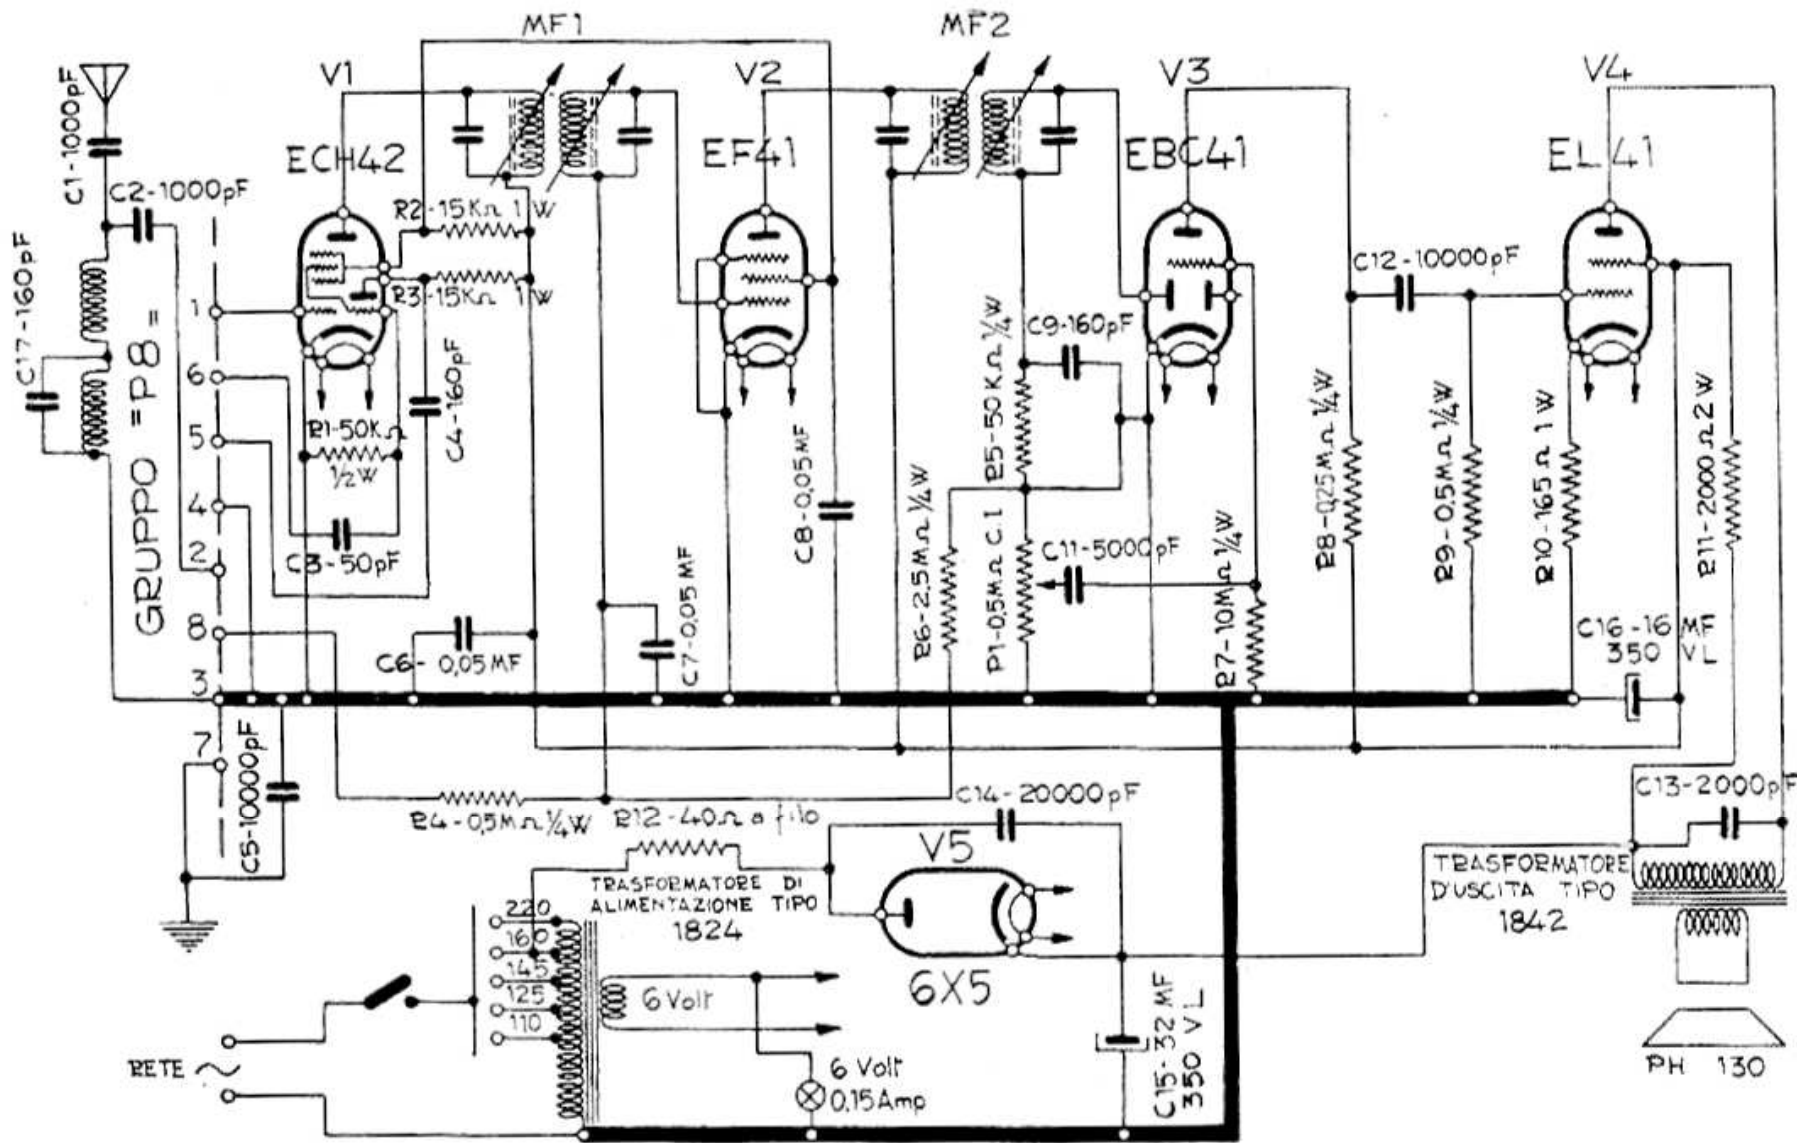 MF1
MF2
V1
V2
V3
V4
ECH42
EF41
EBC41
EL 41
C1-1000pF
C2-1000pF
C17-160pF
GRUPPO =P8=
1
6
5
4
2
8
3
7
R2-15KΩ 1 W
R3-15KΩ 1 W
C4-160pF
R1-50KΩ
1/2W
C3-50pF
C6- 0,05MF
C7-0,05MF
C8-0,05MF
C5-10000pF
R4-0,5MΩ 1/4W
R5-50KΩ 1/4W
C9-160pF
R6-2,5MΩ 1/4W
P1-0,5MΩ C.I
C11-5000pF
R7-10MΩ 1/4W
R8-0,25MΩ 1/4W
C12-10000pF
R9-0,5MΩ 1/4W
R10-165Ω 1W
R11-2000Ω 2W
C16-16 MF
350 VL
R12-40Ω a filo
C14-20000pF
C13-2000pF
V5
6X5
TRASFORMATORE DI
ALIMENTAZIONE TIPO
1824
TRASFORMATORE
D'USCITA TIPO
1842
220
160
145
125
110
6 Volt
6 Volt
0,15Amp
C15-32MF
350 VL
RETE ~
PH 130